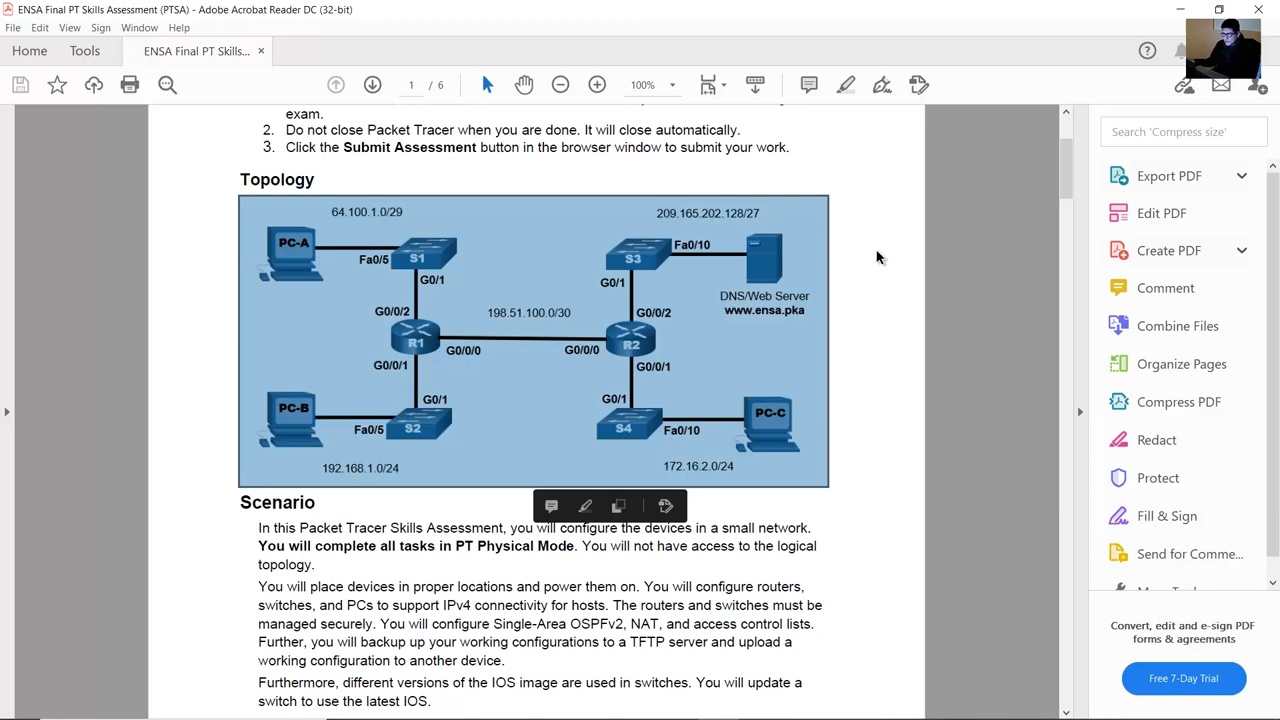 ENSA Final PT Skills Assessment (PTSA) - Adobe Acrobat Reader DC (32-bit)
File Edit View Sign Window Help
Home Tools ENSA Final PT Skills... ×
1 / 6 100%
exam.
2. Do not close Packet Tracer when you are done. It will close automatically.
3. Click the Submit Assessment button in the browser window to submit your work.
Topology
64.100.1.0/29
209.165.202.128/27
PC-A
Fa0/5
S1
G0/1
S3
Fa0/10
G0/1
DNS/Web Server
www.ensa.pka
G0/0/2
198.51.100.0/30
G0/0/2
R1
G0/0/0
G0/0/0
R2
G0/0/1
G0/0/1
PC-B
G0/1
Fa0/5
S2
G0/1
S4
Fa0/10
PC-C
192.168.1.0/24
172.16.2.0/24
Scenario
In this Packet Tracer Skills Assessment, you will configure the devices in a small network.
You will complete all tasks in PT Physical Mode. You will not have access to the logical
topology.
You will place devices in proper locations and power them on. You will configure routers,
switches, and PCs to support IPv4 connectivity for hosts. The routers and switches must be
managed securely. You will configure Single-Area OSPFv2, NAT, and access control lists.
Further, you will backup up your working configurations to a TFTP server and upload a
working configuration to another device.
Furthermore, different versions of the IOS image are used in switches. You will update a
switch to use the latest IOS.
Search 'Compress size'
Export PDF
Edit PDF
Create PDF
Comment
Combine Files
Organize Pages
Compress PDF
Redact
Protect
Fill & Sign
Send for Comme...
Convert, edit and e-sign PDF
forms & agreements
Free 7-Day Trial